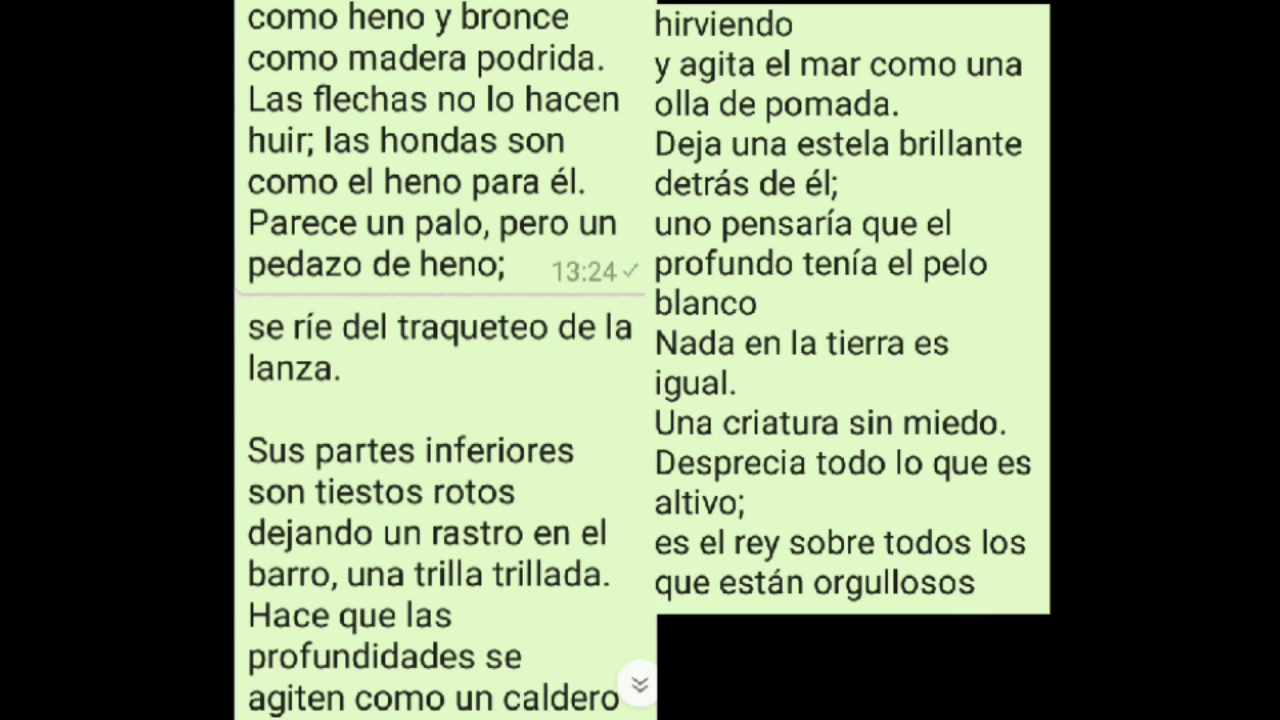 como heno y bronce
como madera podrida.
Las flechas no lo hacen
huir; las hondas son
como el heno para él.
Parece un palo, pero un
pedazo de heno;
13:24
se ríe del traqueteo de la
lanza.
Sus partes inferiores
son tiestos rotos
dejando un rastro en el
barro, una trilla trillada.
Hace que las
profundidades se
agiten como un caldero
hirviendo
y agita el mar como una
olla de pomada.
Deja una estela brillante
detrás de él;
uno pensaría que el
profundo tenía el pelo
blanco
Nada en la tierra es
igual.
Una criatura sin miedo.
Desprecia todo lo que es
altivo;
es el rey sobre todos los
que están orgullosos